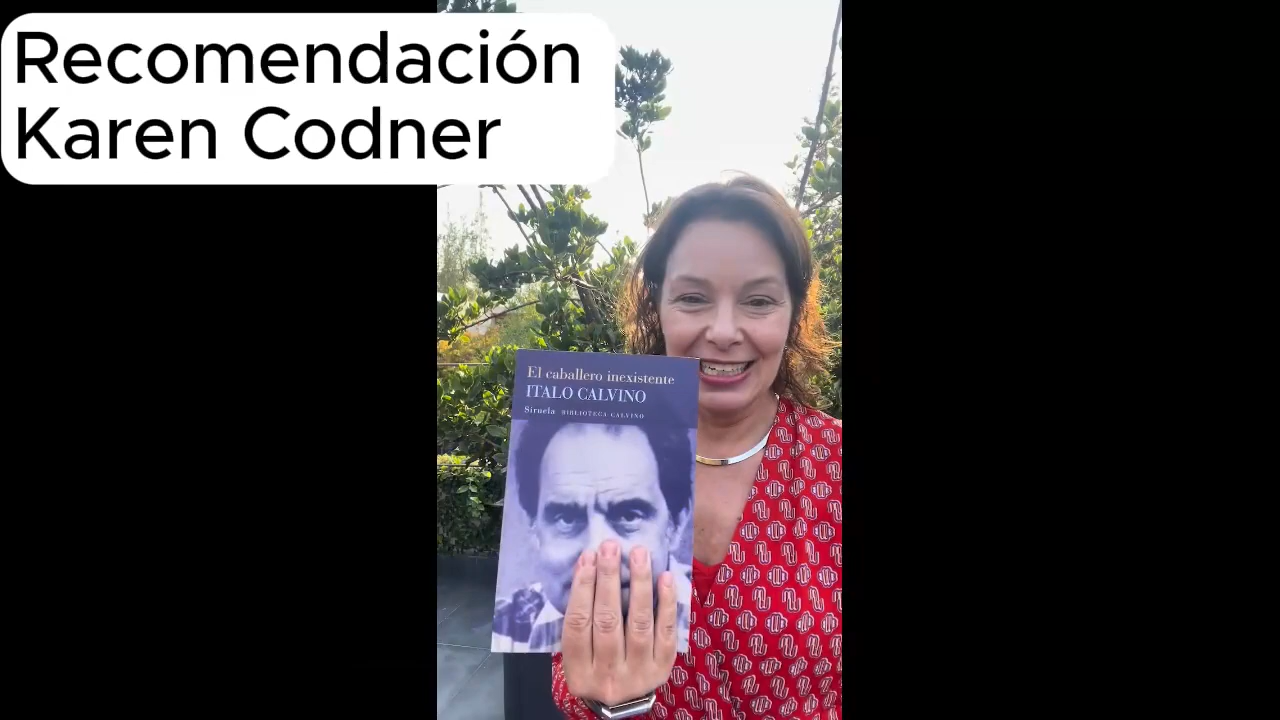 Recomendación
Karen Codner
El caballero inexistente
ITALO CALVINO
Siruela BIBLIOTECA CALVINO